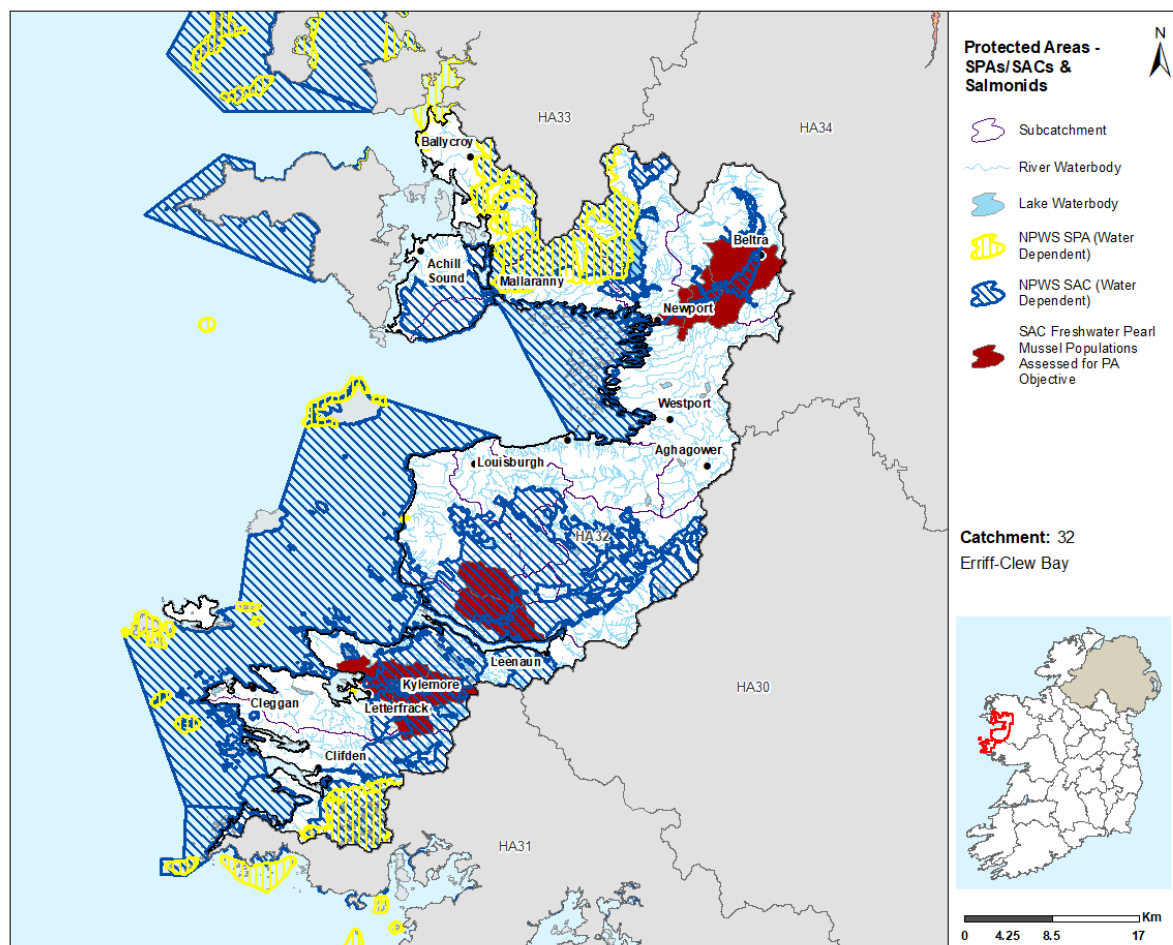 HA33
HA34
Ballycroy
Beltra
Achill
Sound
Mallaranny
Newport
Westport
Aghagower
Louisburgh
HA32
Leenaun
Kylemore
Cleggan
Letterfrack
HA30
Clifden
HA31
Protected Areas -
SPAs/SACs &
Salmonids
N
Subcatchment
River Waterbody
Lake Waterbody
NPWS SPA (Water
Dependent)
NPWS SAC (Water
Dependent)
SAC Freshwater Pearl
Mussel Populations
Assessed for PA
Objective
Catchment: 32
Erriff-Clew Bay
Km
0 4.25 8.5 17